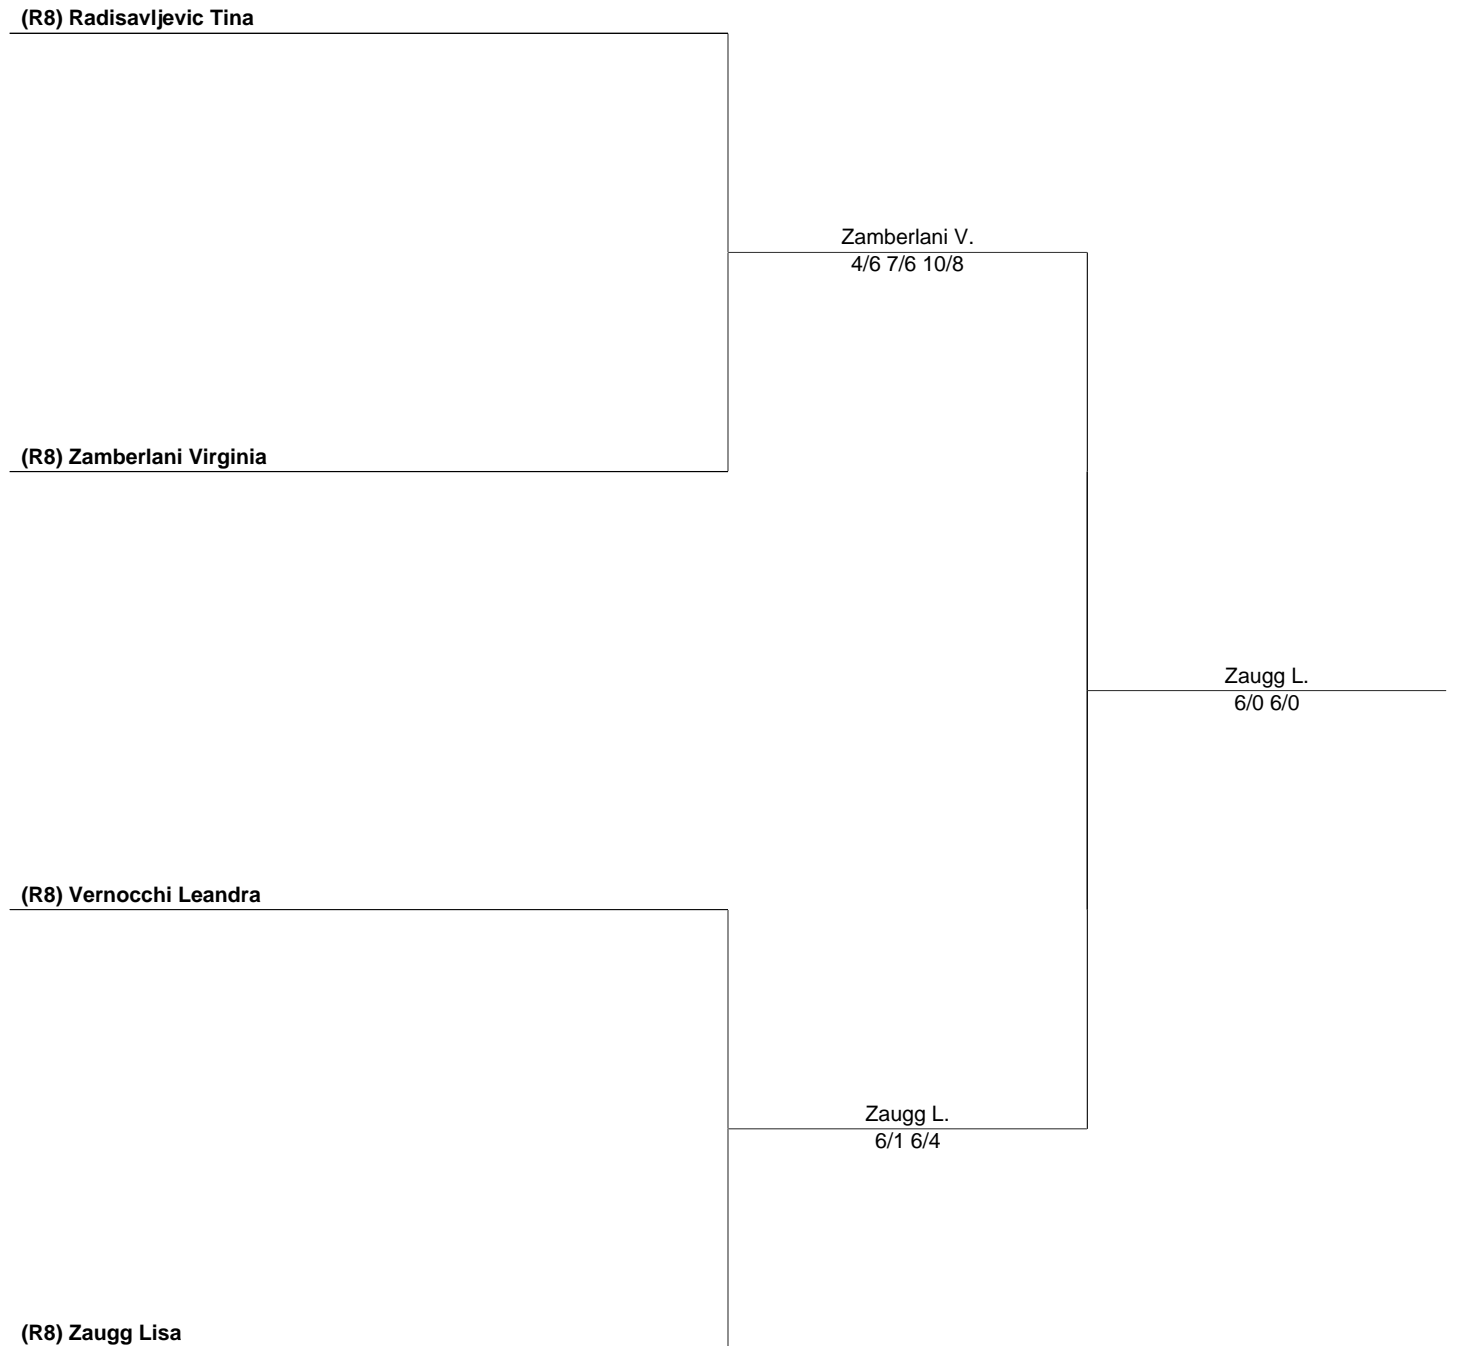 (R8) Radisavljevic Tina
Zamberlani V.
4/6 7/6 10/8
(R8) Zamberlani Virginia
Zaugg L.
6/0 6/0
(R8) Vernocchi Leandra
Zaugg L.
6/1 6/4
(R8) Zaugg Lisa